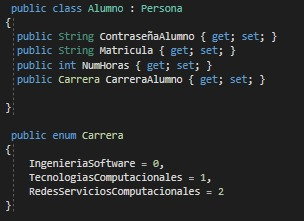 public class Alumno : Persona
{
public String ContraseñaAlumno { get; set; }
public String Matricula { get; set; }
public int NumHoras { get; set; }
public Carrera CarreraAlumno { get; set; }
}
public enum Carrera
{
IngenieriaSoftware = 0,
TecnologiasComputacionales = 1,
RedesServiciosComputacionales = 2
}